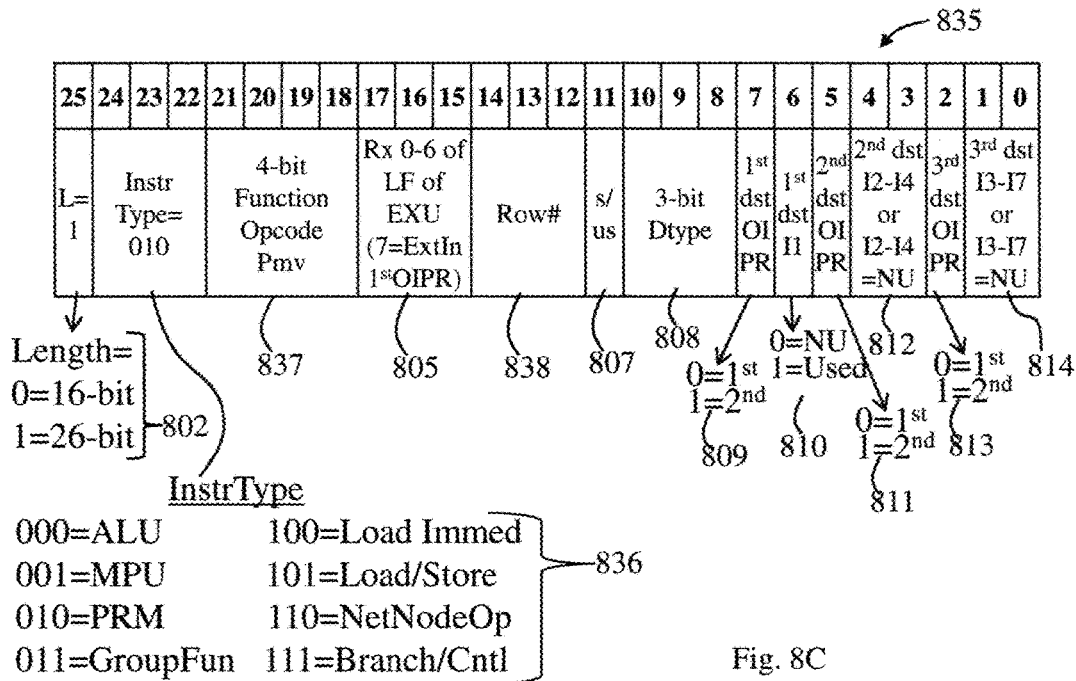 835
25 24 23 22 21 20 19 18 17 16 15 14 13 12 11 10 9 8 7 6 5 4 3 2 1 0
L=
1
Instr
Type=
010
4-bit
Function
Opcode
Pmv
Rx 0-6 of
LF of
EXU
(7=ExtIn
1stOIPR)
Row#
s/
us
3-bit
Dtype
1st
dst
OI
PR
1st
dst
I1
2nd
dst
OI
PR
2nd dst
I2-I4
or
I2-I4
=NU
3rd
dst
OI
PR
3rd dst
I3-I7
or
I3-I7
=NU
Length=
0=16-bit
1=26-bit
802
837
805
838
807
808
0=1st
1=2nd
809
0=NU
1=Used
810
812
0=1st
1=2nd
811
0=1st
1=2nd
813
814
InstrType
000=ALU 100=Load Immed
001=MPU 101=Load/Store
010=PRM 110=NetNodeOp
011=GroupFun 111=Branch/Cntl
836
Fig. 8C